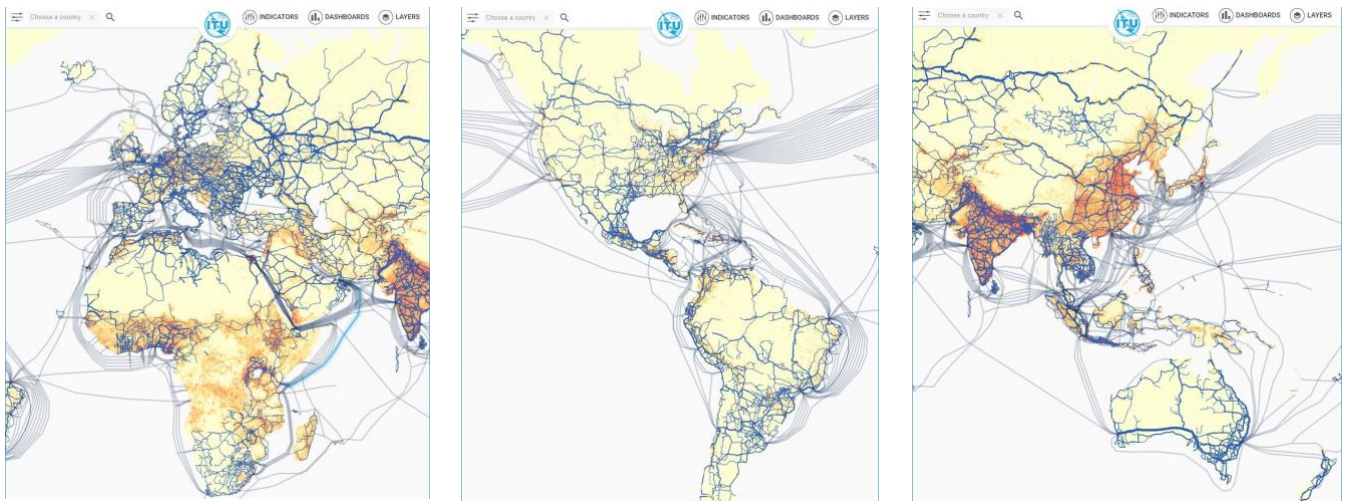 Choose a country
ITU
INDICATORS
DASHBOARDS
LAYERS
Choose a country
ITU
INDICATORS
DASHBOARDS
LAYERS
Choose a country
ITU
INDICATORS
DASHBOARDS
LAYERS